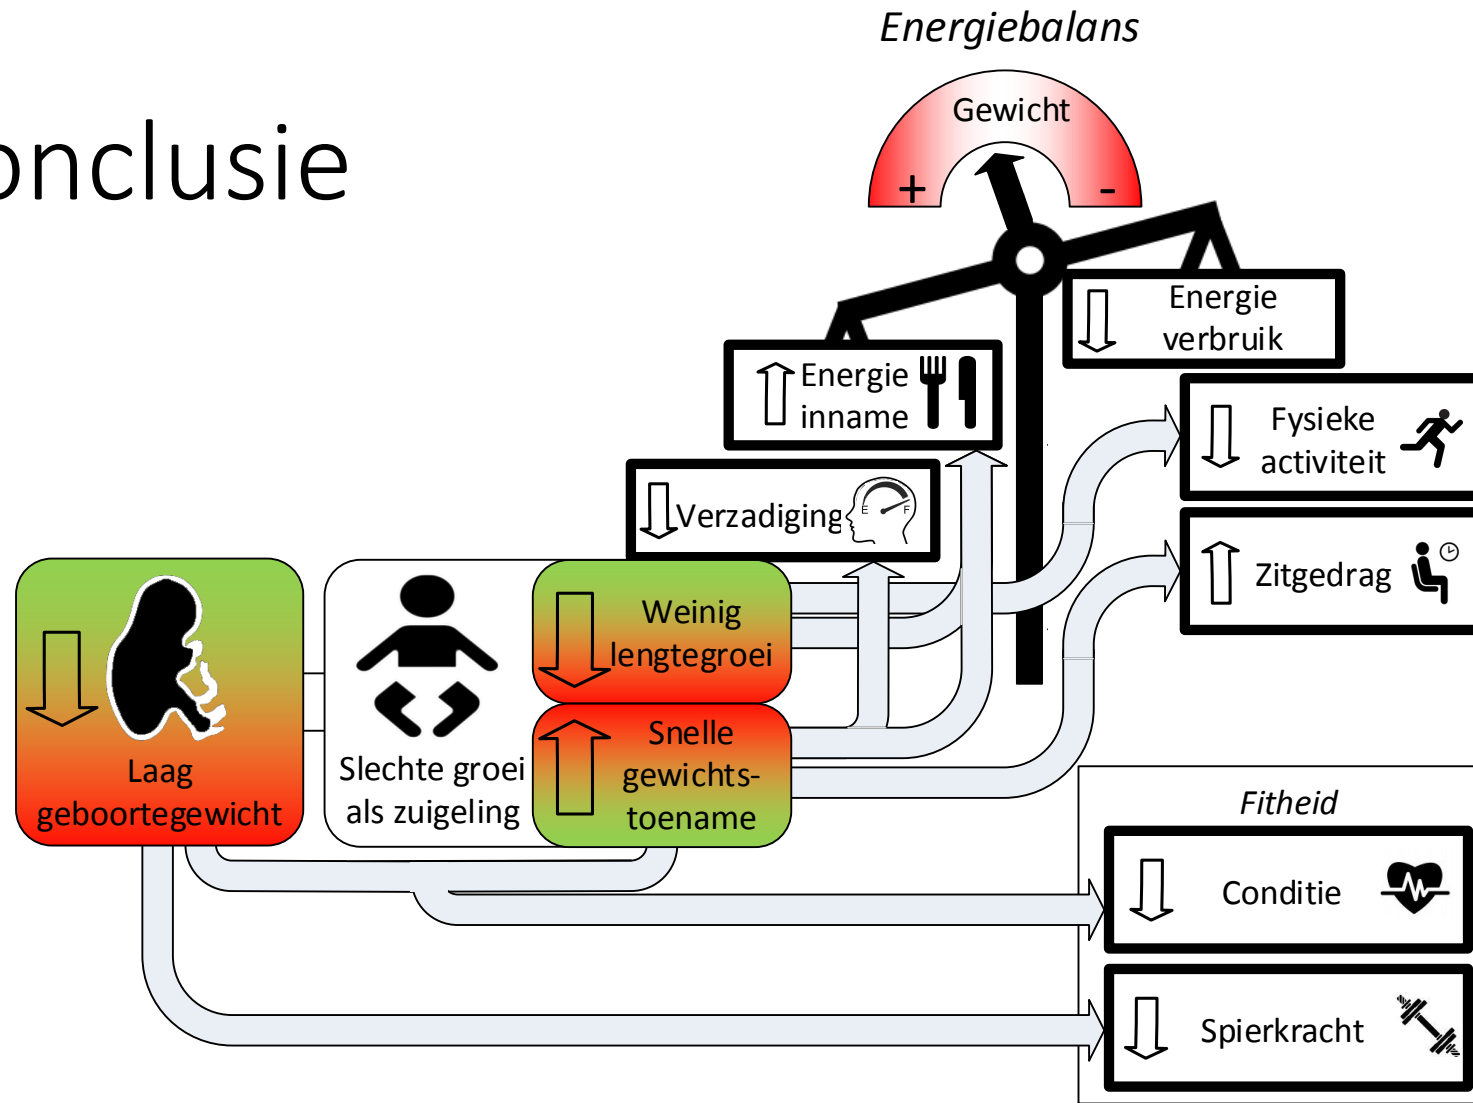 onclusie
Energiebalans
Gewicht
+ -
Energie
verbruik
Energie
inname
Fysieke
activiteit
Verzadiging
E F
Zitgedrag
Weinig
lengtegroei
Snelle
gewichts-
toename
Slechte groei
als zuigeling
Laag
geboortegewicht
Fitheid
Conditie
Spierkracht